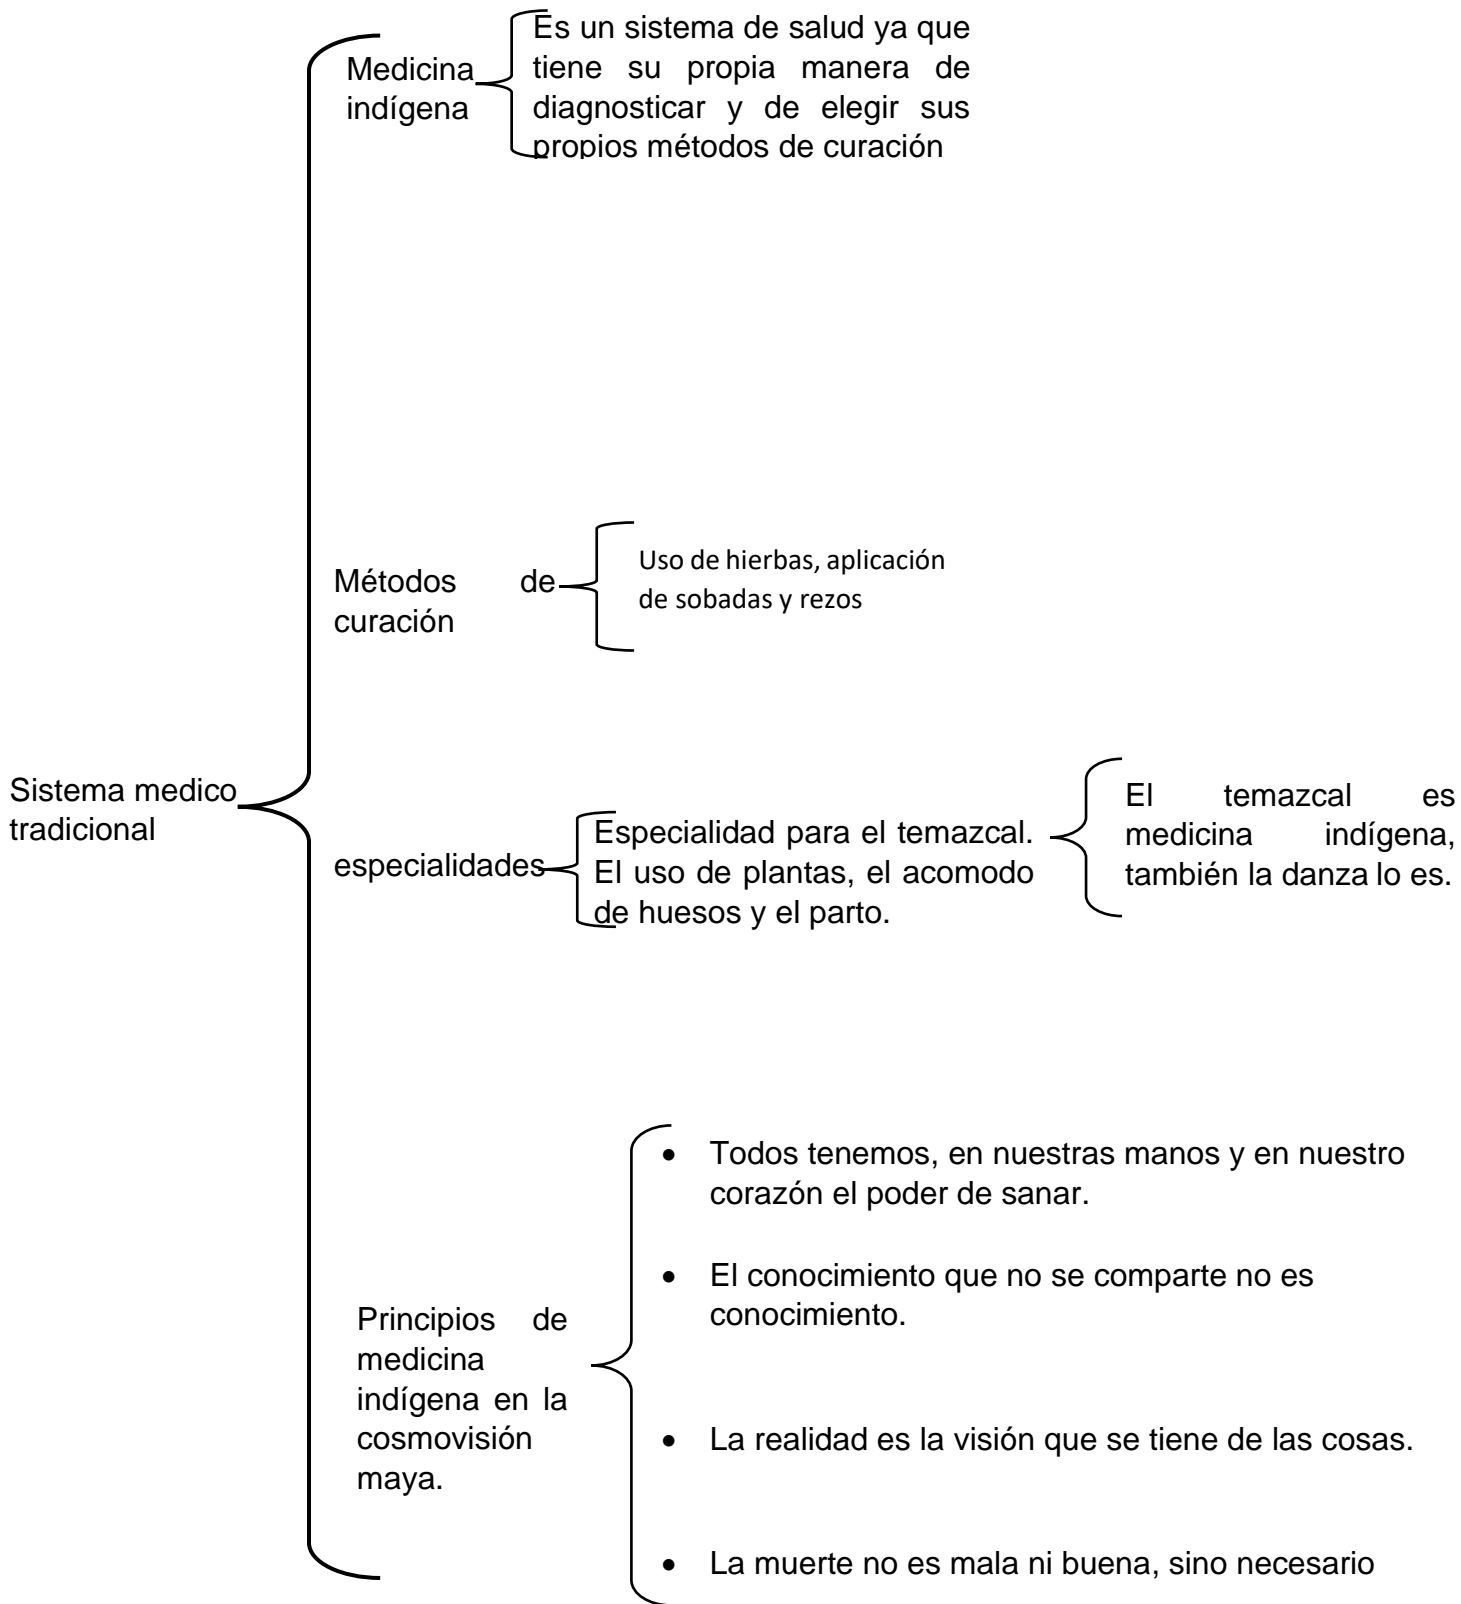 Medicina
indígena
Es un sistema de salud ya que
tiene su propia manera de
diagnosticar y de elegir sus
propios métodos de curación
Métodos de
curación
Uso de hierbas, aplicación
de sobadas y rezos
Sistema medico
tradicional
especialidades
Especialidad para el temazcal.
El uso de plantas, el acomodo
de huesos y el parto.
El temazcal es
medicina indígena,
también la danza lo es.
Principios de
medicina
indígena en la
cosmovisión
maya.
• Todos tenemos, en nuestras manos y en nuestro
corazón el poder de sanar.
• El conocimiento que no se comparte no es
conocimiento.
• La realidad es la visión que se tiene de las cosas.
• La muerte no es mala ni buena, sino necesario